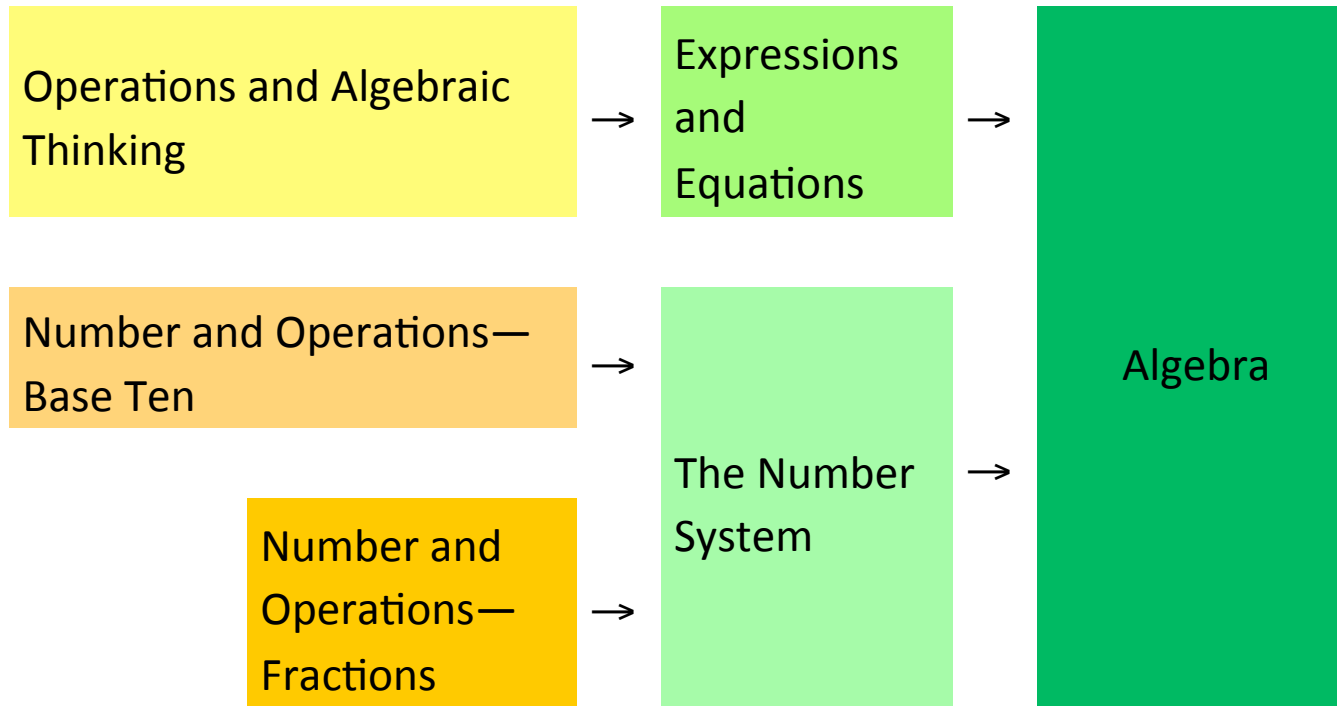 Operations and Algebraic
Thinking
→
Expressions
and
Equations
→
Number and Operations—
Base Ten
→
Algebra
The Number
System
→
Number and
Operations—
Fractions
→